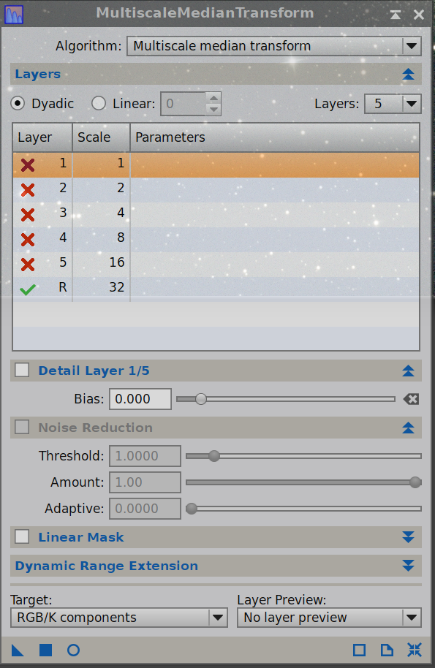 MultiscaleMedianTransform
Algorithm: Multiscale median transform
Layers
Dyadic Linear: 0 Layers: 5
Layer Scale Parameters
1 1
2 2
3 4
4 8
5 16
R 32
Detail Layer 1/5
Bias: 0.000
Noise Reduction
Threshold: 1.0000
Amount: 1.00
Adaptive: 0.0000
Linear Mask
Dynamic Range Extension
Target: Layer Preview:
RGB/K components No layer preview